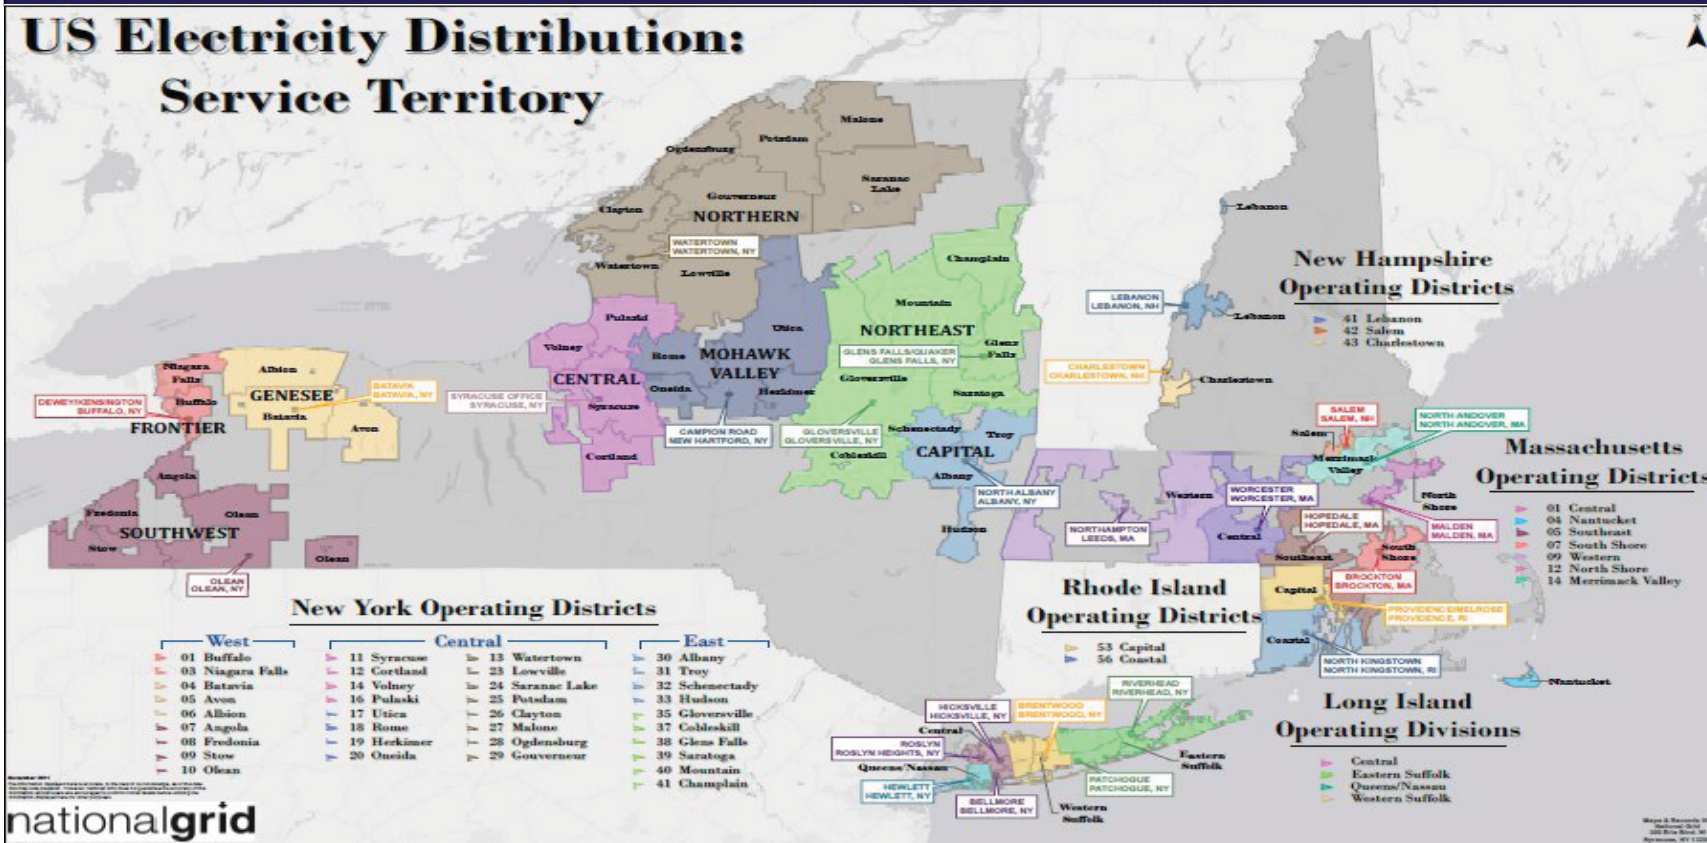 US Electricity Distribution:
Service Territory
Malone
Potsdam
Ogdensburg
Saranac
Lake
Gouverneur
NORTHERN
Clayton
WATERTOWN
WATERTOWN, NY
Watertown
Lowville
Champlain
Lebanon
New Hampshire
Operating Districts
41 Lebanon
42 Salem
43 Charlestown
LEBANON
LEBANON, NH
Lebanon
Mountain
NORTHEAST
GLENS FALLS/QUAKER
GLENS FALLS, NY
Glens
Falls
Gloversville
Saratoga
Pulaski
Volney
CENTRAL
Syracuse
SYRACUSE OFFICE
SYRACUSE, NY
Cortland
Utica
Rome
MOHAWK
VALLEY
Oneida
Herkimer
CAMPION ROAD
NEW HARTFORD, NY
GLOVERSVILLE
GLOVERSVILLE, NY
Cobleskill
Schenectady
Troy
CAPITAL
Albany
NORTH ALBANY
ALBANY, NY
Hudson
Niagara
Falls
Buffalo
DEWEY/KENSINGTON
BUFFALO, NY
FRONTIER
Albion
GENESEE
BATAVIA
BATAVIA, NY
Batavia
Avon
Angola
Fredonia
Olean
SOUTHWEST
Stow
Olean
OLEAN
OLEAN, NY
CHARLESTOWN
CHARLESTOWN, NH
Charlestown
SALEM
SALEM, NH
Salem
NORTH ANDOVER
NORTH ANDOVER, MA
Merrimack
Valley
Massachusetts
Operating Districts
01 Central
04 Nantucket
05 Southeast
07 South Shore
09 Western
12 North Shore
14 Merrimack Valley
North
Shore
Western
WORCESTER
WORCESTER, MA
HOPEDALE
HOPEDALE, MA
MALDEN
MALDEN, MA
NORTHAMPTON
LEEDS, MA
Central
Southeast
South
Shore
BROCKTON
BROCKTON, MA
Capital
PROVIDENCE/MELROSE
PROVIDENCE, RI
Coastal
NORTH KINGSTOWN
NORTH KINGSTOWN, RI
Nantucket
Rhode Island
Operating Districts
53 Capital
56 Coastal
New York Operating Districts
West
01 Buffalo
03 Niagara Falls
04 Batavia
05 Avon
06 Albion
07 Angola
08 Fredonia
09 Stow
10 Olean
Central
11 Syracuse
12 Cortland
14 Volney
16 Pulaski
17 Utica
18 Rome
19 Herkimer
20 Oneida
13 Watertown
23 Lowville
24 Saranac Lake
25 Potsdam
26 Clayton
27 Malone
28 Ogdensburg
29 Gouverneur
East
30 Albany
31 Troy
32 Schenectady
33 Hudson
35 Gloversville
37 Cobleskill
38 Glens Falls
39 Saratoga
40 Mountain
41 Champlain
RIVERHEAD
RIVERHEAD, NY
HICKSVILLE
HICKSVILLE, NY
BRENTWOOD
BRENTWOOD, NY
Central
ROSLYN
ROSLYN HEIGHTS, NY
Queens/Nassau
HEWLETT
HEWLETT, NY
BELLMORE
BELLMORE, NY
Western
Suffolk
PATCHOGUE
PATCHOGUE, NY
Eastern
Suffolk
Long Island
Operating Divisions
Central
Eastern Suffolk
Queens/Nassau
Western Suffolk
nationalgrid